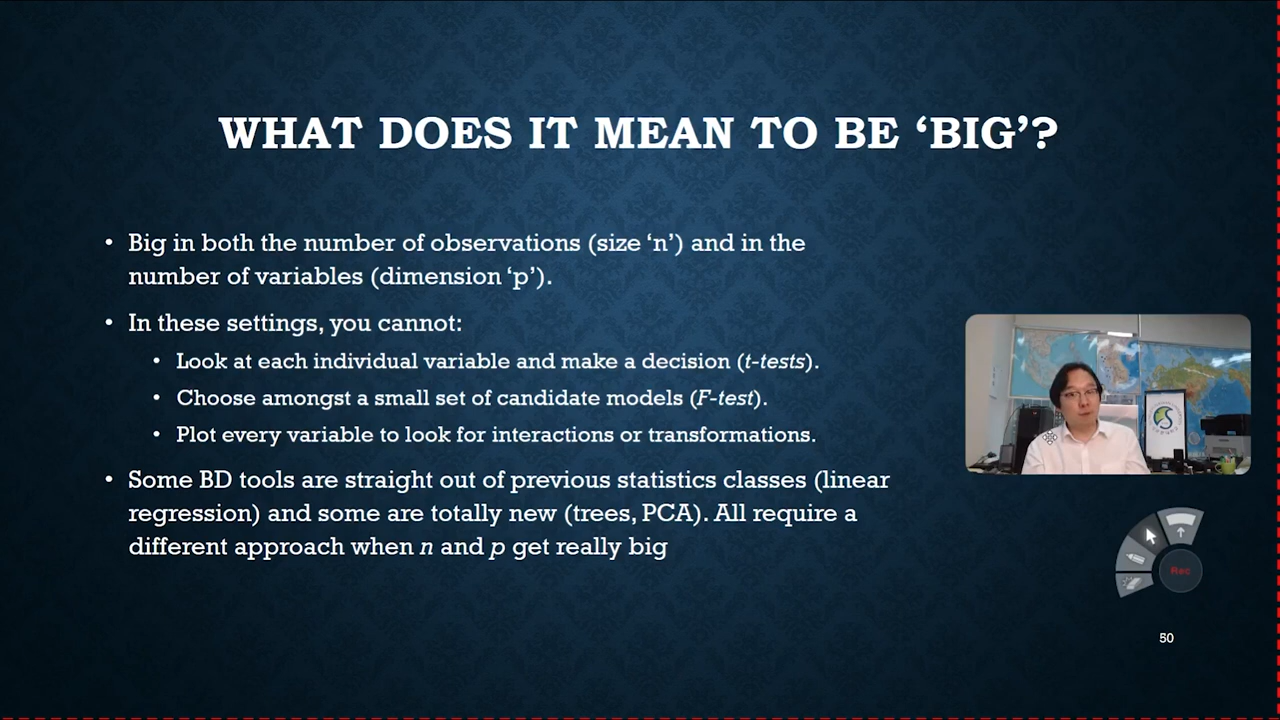 WHAT DOES IT MEAN TO BE ‘BIG’?
• Big in both the number of observations (size ‘n’) and in the
number of variables (dimension ‘p’).
• In these settings, you cannot:
• Look at each individual variable and make a decision (t-tests).
• Choose amongst a small set of candidate models (F-test).
• Plot every variable to look for interactions or transformations.
• Some BD tools are straight out of previous statistics classes (linear
regression) and some are totally new (trees, PCA). All require a
different approach when n and p get really big
Rec
50